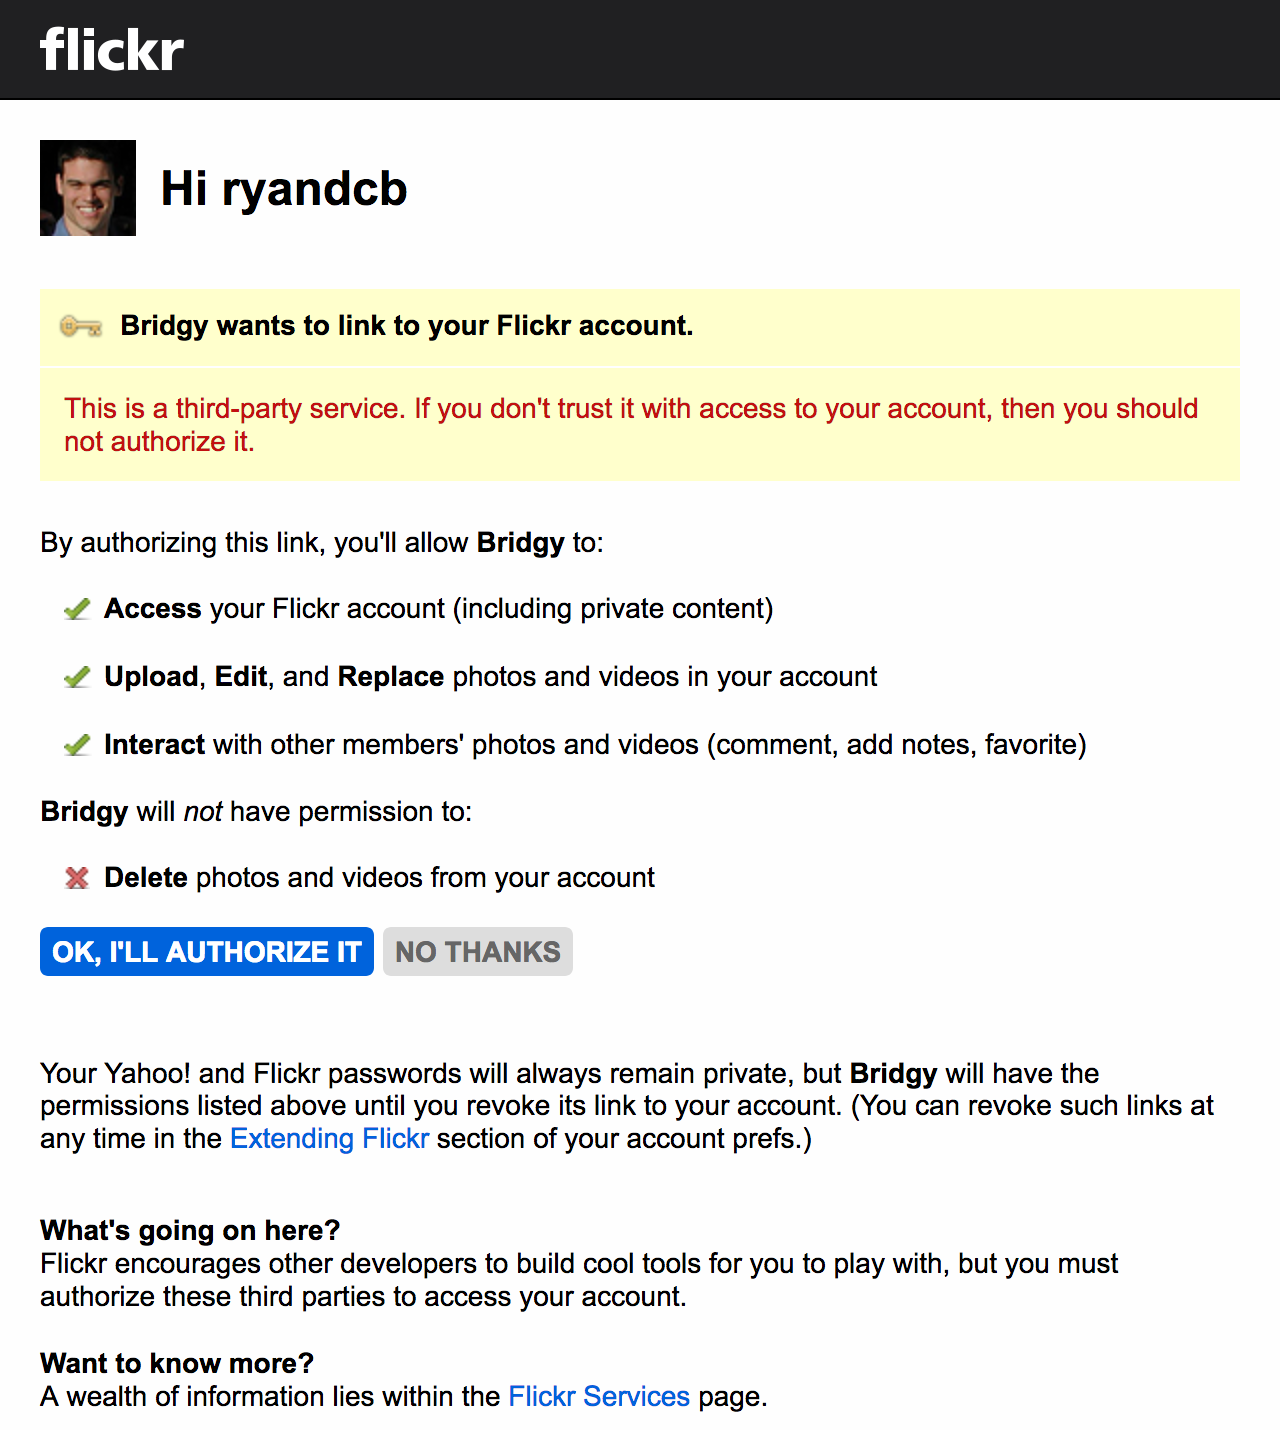 flickr
Hi ryandcb
Bridgy wants to link to your Flickr account.
This is a third-party service. If you don't trust it with access to your account, then you should
not authorize it.
By authorizing this link, you'll allow Bridgy to:
Access your Flickr account (including private content)
Upload, Edit, and Replace photos and videos in your account
Interact with other members' photos and videos (comment, add notes, favorite)
Bridgy will not have permission to:
Delete photos and videos from your account
OK, I'LL AUTHORIZE IT NO THANKS
Your Yahoo! and Flickr passwords will always remain private, but Bridgy will have the
permissions listed above until you revoke its link to your account. (You can revoke such links at
any time in the Extending Flickr section of your account prefs.)
What's going on here?
Flickr encourages other developers to build cool tools for you to play with, but you must
authorize these third parties to access your account.
Want to know more?
A wealth of information lies within the Flickr Services page.